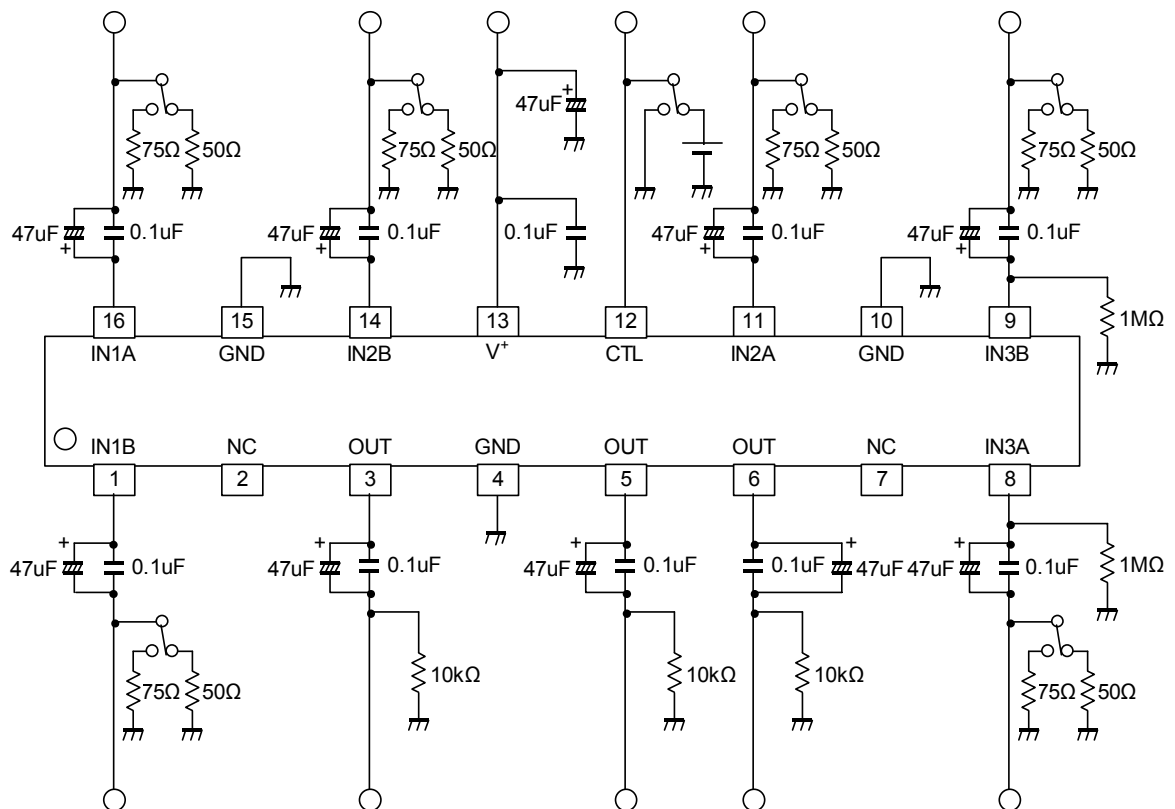 47uF
75Ω 50Ω 75Ω 50Ω 75Ω 50Ω 75Ω 50Ω
47uF 0.1uF 47uF 0.1uF 0.1uF 47uF 0.1uF 47uF 0.1uF
16 15 14 13 12 11 10 9 1MΩ
IN1A GND IN2B V+ CTL IN2A GND IN3B
IN1B NC OUT GND OUT OUT NC IN3A
1 2 3 4 5 6 7 8
47uF 0.1uF 47uF 0.1uF 47uF 0.1uF 0.1uF 47uF 47uF 0.1uF 1MΩ
75Ω 50Ω 10kΩ 10kΩ 10kΩ 75Ω 50Ω